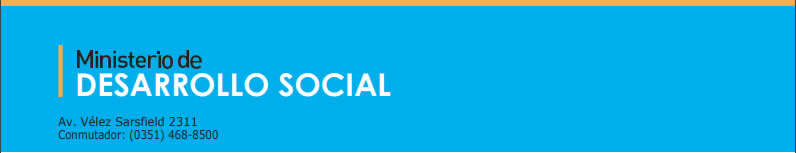 Ministerio de
DESARROLLO SOCIAL
Av. Vélez Sarsfield 2311
Conmutador: (0351) 468-8500